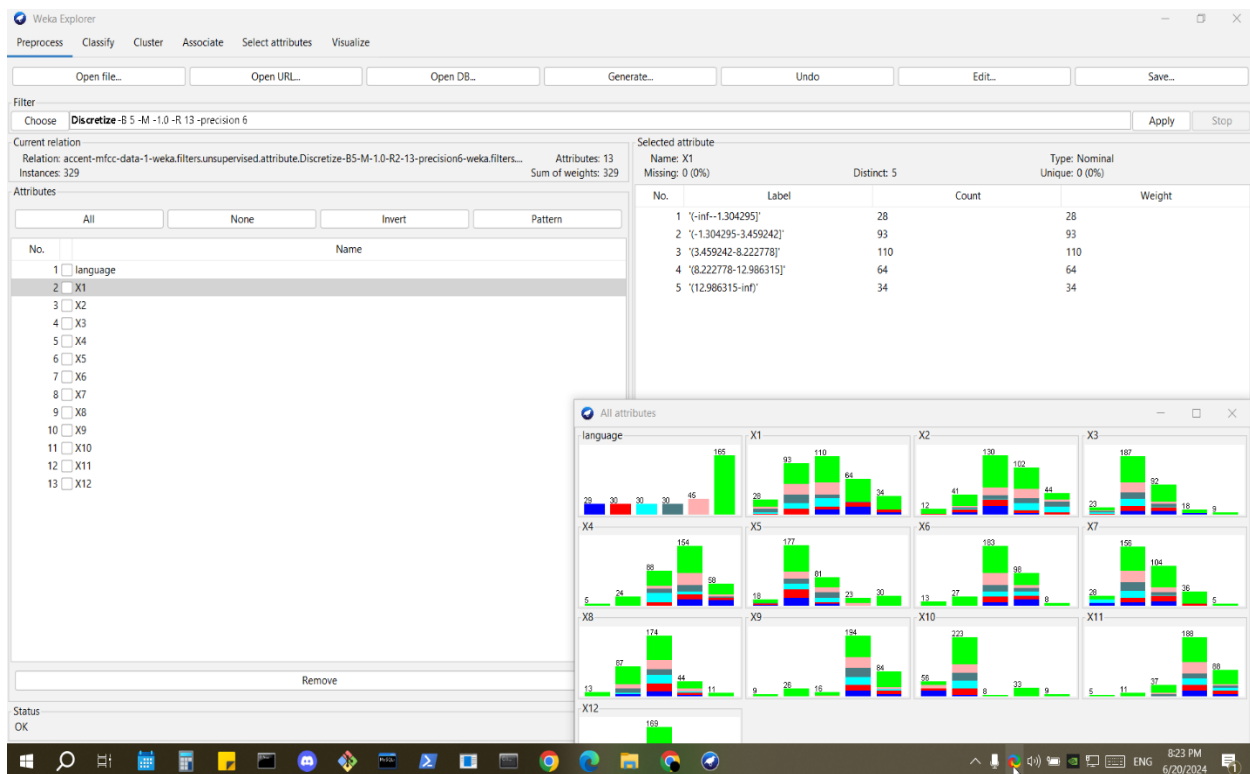 Weka Explorer
Preprocess Classify Cluster Associate Select attributes Visualize
Open file... Open URL... Open DB... Generate... Undo Edit... Save...
Filter
Choose Discretize -B 5 -M -1.0 -R 13 -precision 6 Apply Stop
Current relation
Relation: accent-mfcc-data-1-weka.filters.unsupervised.attribute.Discretize-B5-M-1.0-R2-13-precision6-weka.filters... Attributes: 13
Instances: 329 Sum of weights: 329
Selected attribute
Name: X1 Type: Nominal
Missing: 0 (0%) Distinct: 5 Unique: 0 (0%)
No. Label Count Weight
1 '(-inf--1.304295]' 28 28
2 '(-1.304295-3.459242]' 93 93
3 '(3.459242-8.222778]' 110 110
4 '(8.222778-12.986315]' 64 64
5 '(12.986315-inf)' 34 34
Attributes
All None Invert Pattern
No. Name
1 language
2 X1
3 X2
4 X3
5 X4
6 X5
7 X6
8 X7
9 X8
10 X9
11 X10
12 X11
13 X12
Remove
Status
OK
All attributes
language X1 X2 X3
29 30 30 30 45 165
28 93 110 64 34
12 41 130 102 44
23 187 92 18 9
X4 X5 X6 X7
5 24 88 154 58
18 177 81 23 30
13 27 183 98 8
28 156 104 36 5
X8 X9 X10 X11
13 87 174 44 11
9 26 16 194 84
56 223 8 33 9
5 11 37 188 88
X12
169
ENG
8:23 PM
6/20/2024
1